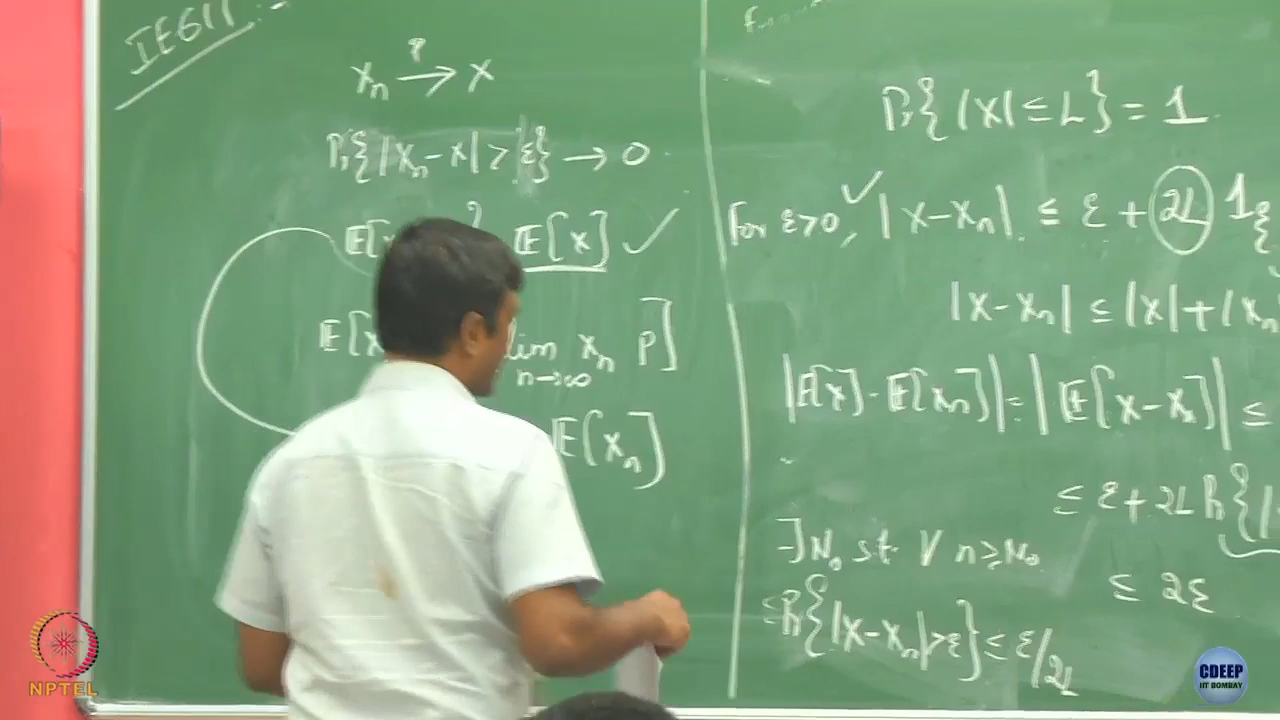 IE611 :-
Xn →ᴾ X
Pr{|Xn - X| > ε} → 0
? E[X] ✓
lim n→∞ Xn P]
E[Xn]
Pr{|X| ≤ L} = 1.
For ε>0, ✓ |X-Xn| ≤ ε + 2L 1{
|X-Xn| ≤ |X| + |Xn
|E[X] - E[Xn]| = |E[X-Xn]| ≤
≤ ε + 2L Pr{|
∃ N₀ st. ∀ n ≥ N₀
≤ 2ε
Pr{|X-Xn| > ε} ≤ ε/2L
NPTEL
CDEEP
IIT BOMBAY